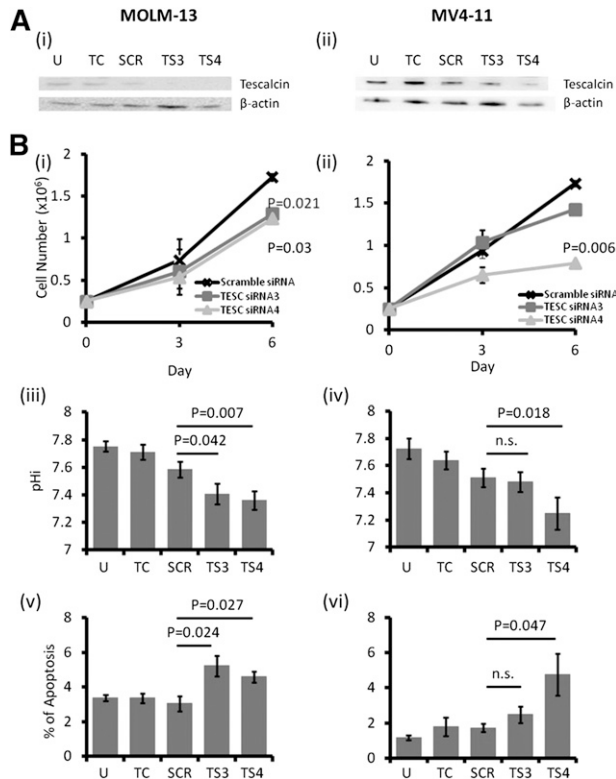 MOLM-13 MV4-11
A
(i) (ii)
U TC SCR TS3 TS4 U TC SCR TS3 TS4
Tescalcin Tescalcin
β-actin β-actin
B
(i) (ii)
2 2
1.5 1.5
1 1
0.5 0.5
0 0
Cell Number (x10⁶)
P=0.021
P=0.03
P=0.006
Scramble siRNA Scramble siRNA
TESC siRNA3 TESC siRNA3
TESC siRNA4 TESC siRNA4
0 3 6 0 3 6
Day Day
(iii) (iv)
8 8
7.8 7.8
7.6 7.6
7.4 7.4
7.2 7.2
7 7
pHi
P=0.007 P=0.018
P=0.042 n.s.
U TC SCR TS3 TS4 U TC SCR TS3 TS4
(v) (vi)
8 8
6 6
4 4
2 2
0 0
% of Apoptosis
P=0.027 P=0.047
P=0.024 n.s.
U TC SCR TS3 TS4 U TC SCR TS3 TS4